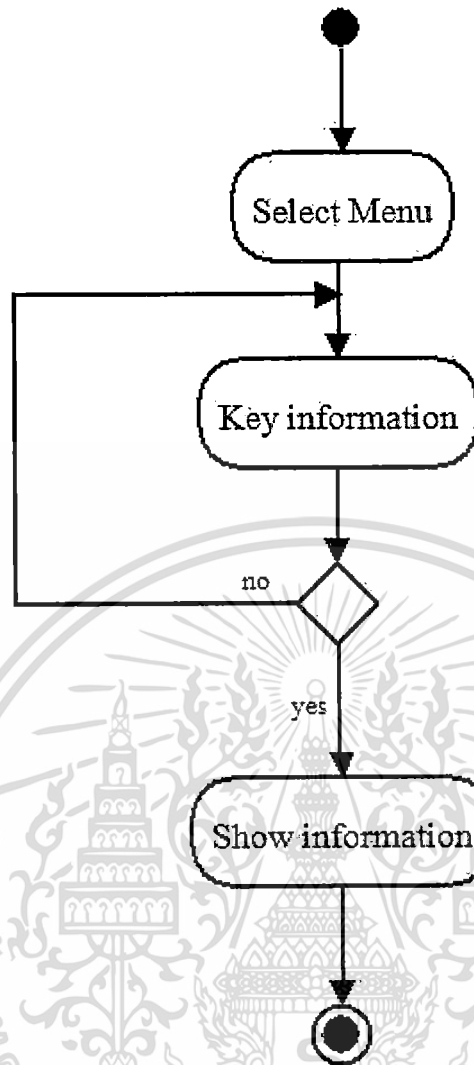 Select Menu
Key information
no
yes
Show information